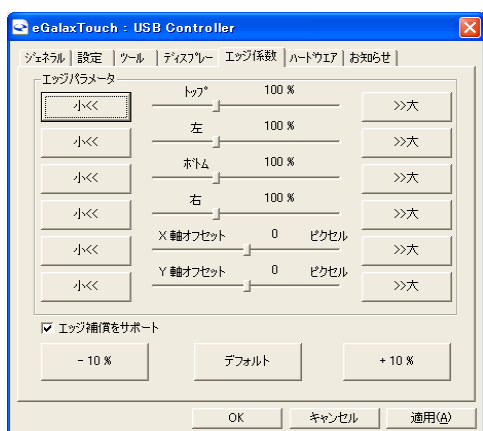 eGalaxTouch : USB Controller
ジェネラル 設定 ツール ディスプレー エッジ係数 ハードウエア お知らせ
エッジパラメータ
小<< トップ 100 % >>大
小<< 左 100 % >>大
小<< ボトム 100 % >>大
小<< 右 100 % >>大
小<< X 軸オフセット 0 ピクセル >>大
小<< Y 軸オフセット 0 ピクセル >>大
エッジ補償をサポート
- 10 % デフォルト + 10 %
OK キャンセル 適用(A)